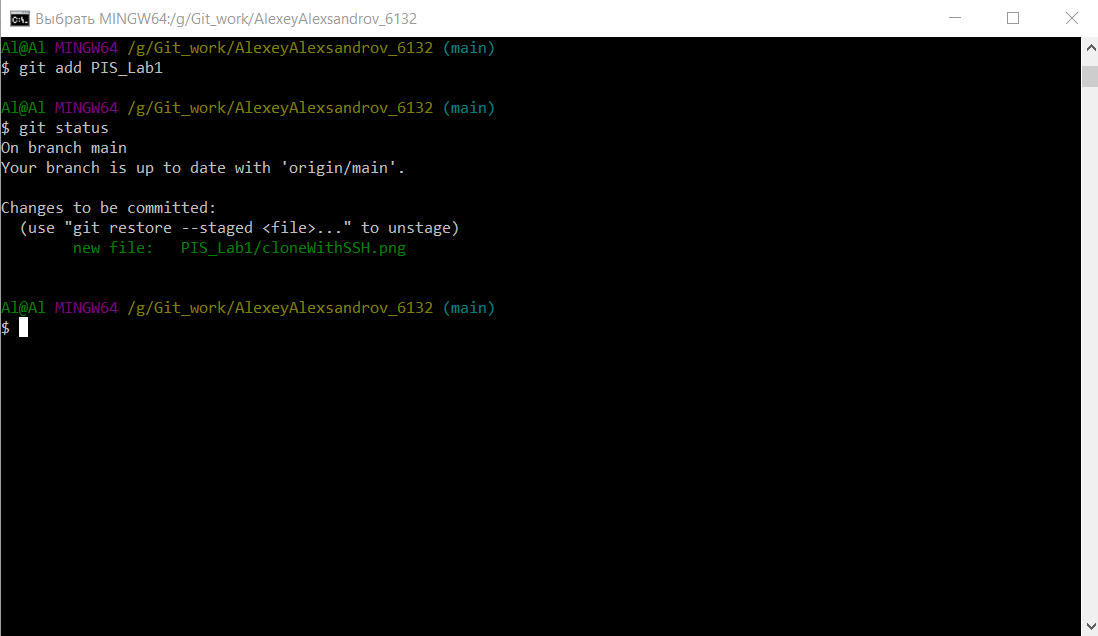 Выбрать MINGW64:/g/Git_work/AlexeyAlexsandrov_6132
Al@Al MINGW64 /g/Git_work/AlexeyAlexsandrov_6132 (main)
$ git add PIS_Lab1
Al@Al MINGW64 /g/Git_work/AlexeyAlexsandrov_6132 (main)
$ git status
On branch main
Your branch is up to date with 'origin/main'.
Changes to be committed:
  (use "git restore --staged <file>..." to unstage)
        new file:   PIS_Lab1/cloneWithSSH.png
Al@Al MINGW64 /g/Git_work/AlexeyAlexsandrov_6132 (main)
$